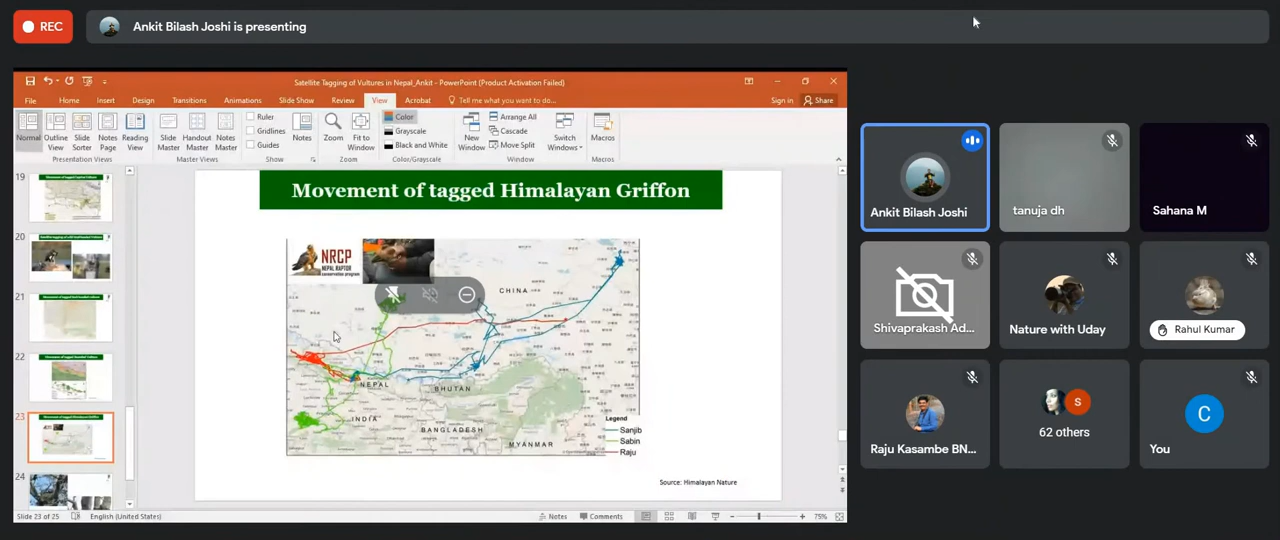 REC
Ankit Bilash Joshi is presenting
Satellite Tagging of Vultures in Nepal_Ankit - PowerPoint (Product Activation Failed)
File Home Insert Design Transitions Animations Slide Show Review View Acrobat Tell me what you want to do... Sign in Share
Normal Outline View Slide Sorter Notes Page Reading View
Presentation Views
Slide Master Handout Master Notes Master
Master Views
Ruler
Gridlines
Guides
Show
Notes
Zoom Fit to Window
Zoom
Color
Grayscale
Black and White
Color/Grayscale
New Window
Arrange All
Cascade
Move Split
Switch Windows
Window
Macros
Macros
19
20
21
22
23
24
Movement of tagged Himalayan Griffon
NRCP
NEPAL RAPTOR
CHINA
NEPAL
BHUTAN
INDIA
BANGLADESH
MYANMAR
Legend
Sanjib
Sabin
Raju
Source: Himalayan Nature
Slide 23 of 25 English (United States) Notes Comments 75%
Ankit Bilash Joshi
tanuja dh
Sahana M
Shivaprakash Ad...
Nature with Uday
Rahul Kumar
Raju Kasambe BN...
S
62 others
C
You